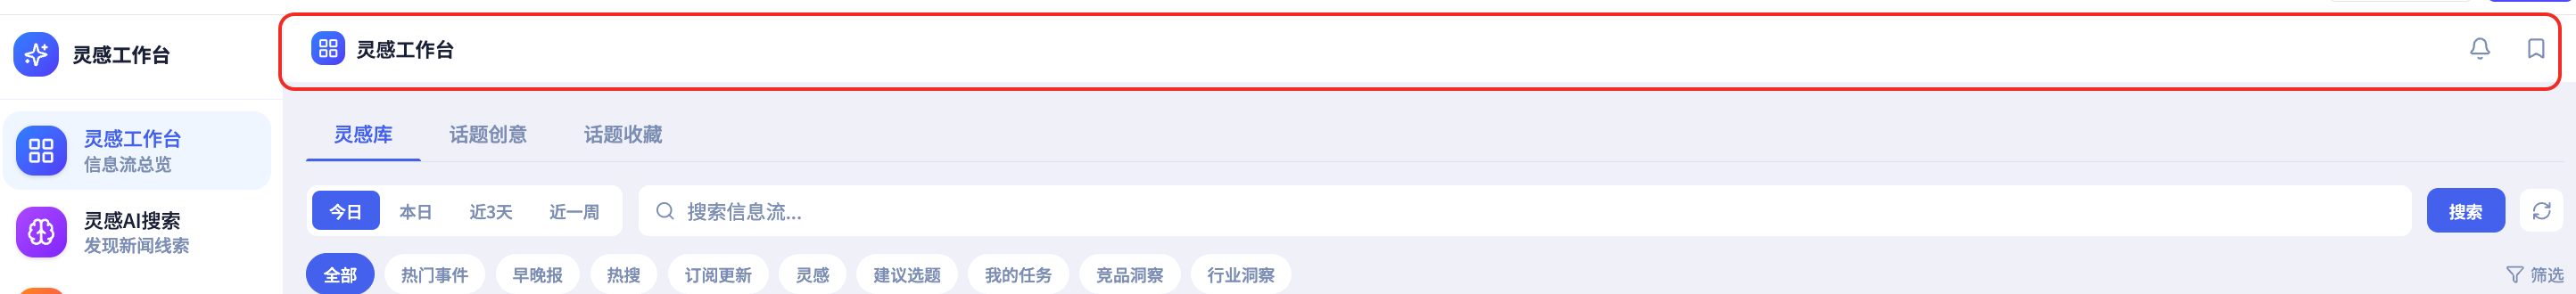 灵感工作台
灵感工作台
灵感工作台
信息流总览
灵感AI搜索
发现新闻线索
灵感库 话题创意 话题收藏
今日 本日 近3天 近一周 搜索信息流... 搜索
全部 热门事件 早晚报 热搜 订阅更新 灵感 建议选题 我的任务 竞品洞察 行业洞察 筛选